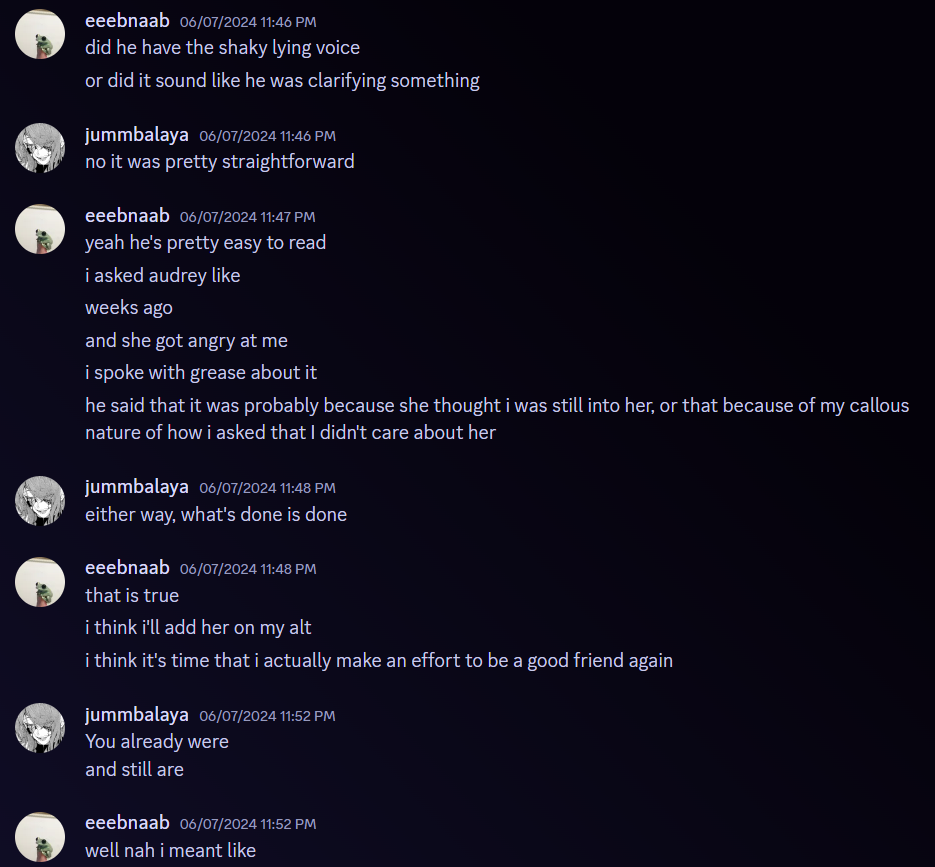 eeebnaab 06/07/2024 11:46 PM
did he have the shaky lying voice
or did it sound like he was clarifying something
jummbalaya 06/07/2024 11:46 PM
no it was pretty straightforward
eeebnaab 06/07/2024 11:47 PM
yeah he's pretty easy to read
i asked audrey like
weeks ago
and she got angry at me
i spoke with grease about it
he said that it was probably because she thought i was still into her, or that because of my callous
nature of how i asked that I didn't care about her
jummbalaya 06/07/2024 11:48 PM
either way, what's done is done
eeebnaab 06/07/2024 11:48 PM
that is true
i think i'll add her on my alt
i think it's time that i actually make an effort to be a good friend again
jummbalaya 06/07/2024 11:52 PM
You already were
and still are
eeebnaab 06/07/2024 11:52 PM
well nah i meant like